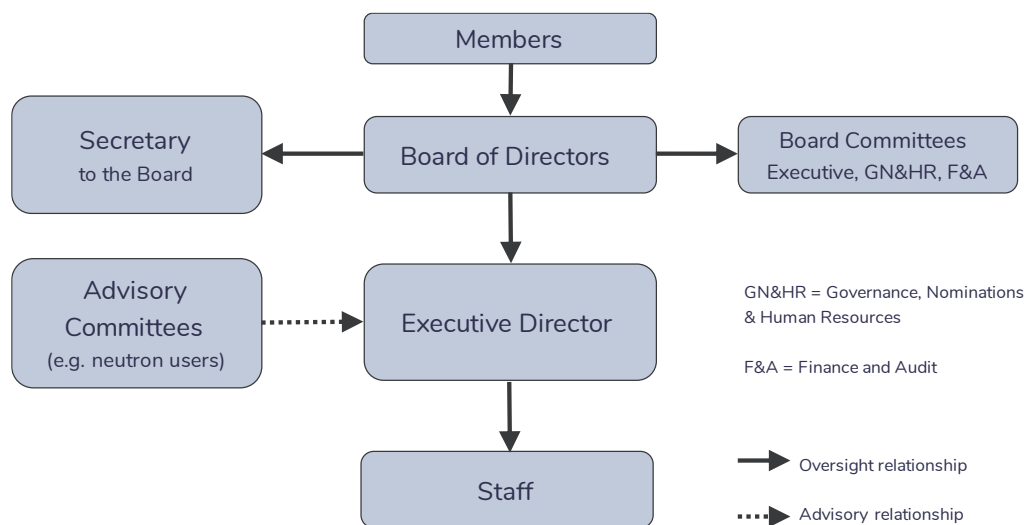 Members
Secretary
to the Board
Board of Directors
Board Committees
Executive, GN&HR, F&A
Advisory
Committees
(e.g. neutron users)
Executive Director
GN&HR = Governance, Nominations
& Human Resources
F&A = Finance and Audit
Staff
Oversight relationship
Advisory relationship